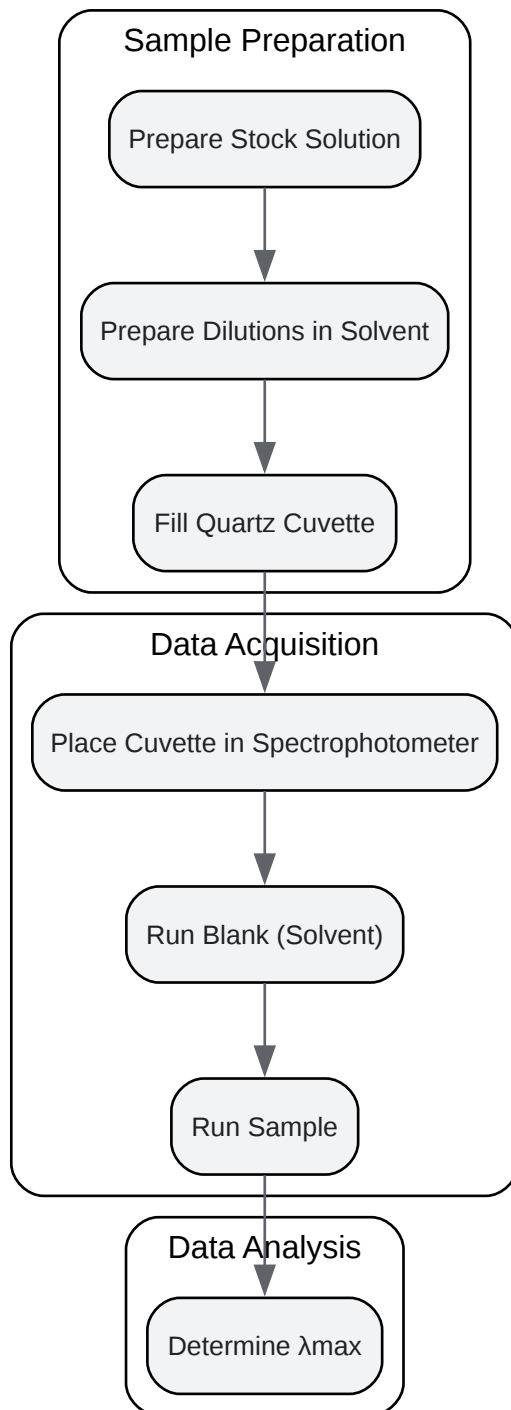 Sample Preparation
Prepare Stock Solution
Prepare Dilutions in Solvent
Fill Quartz Cuvette
Data Acquisition
Place Cuvette in Spectrophotometer
Run Blank (Solvent)
Run Sample
Data Analysis
Determine λmax